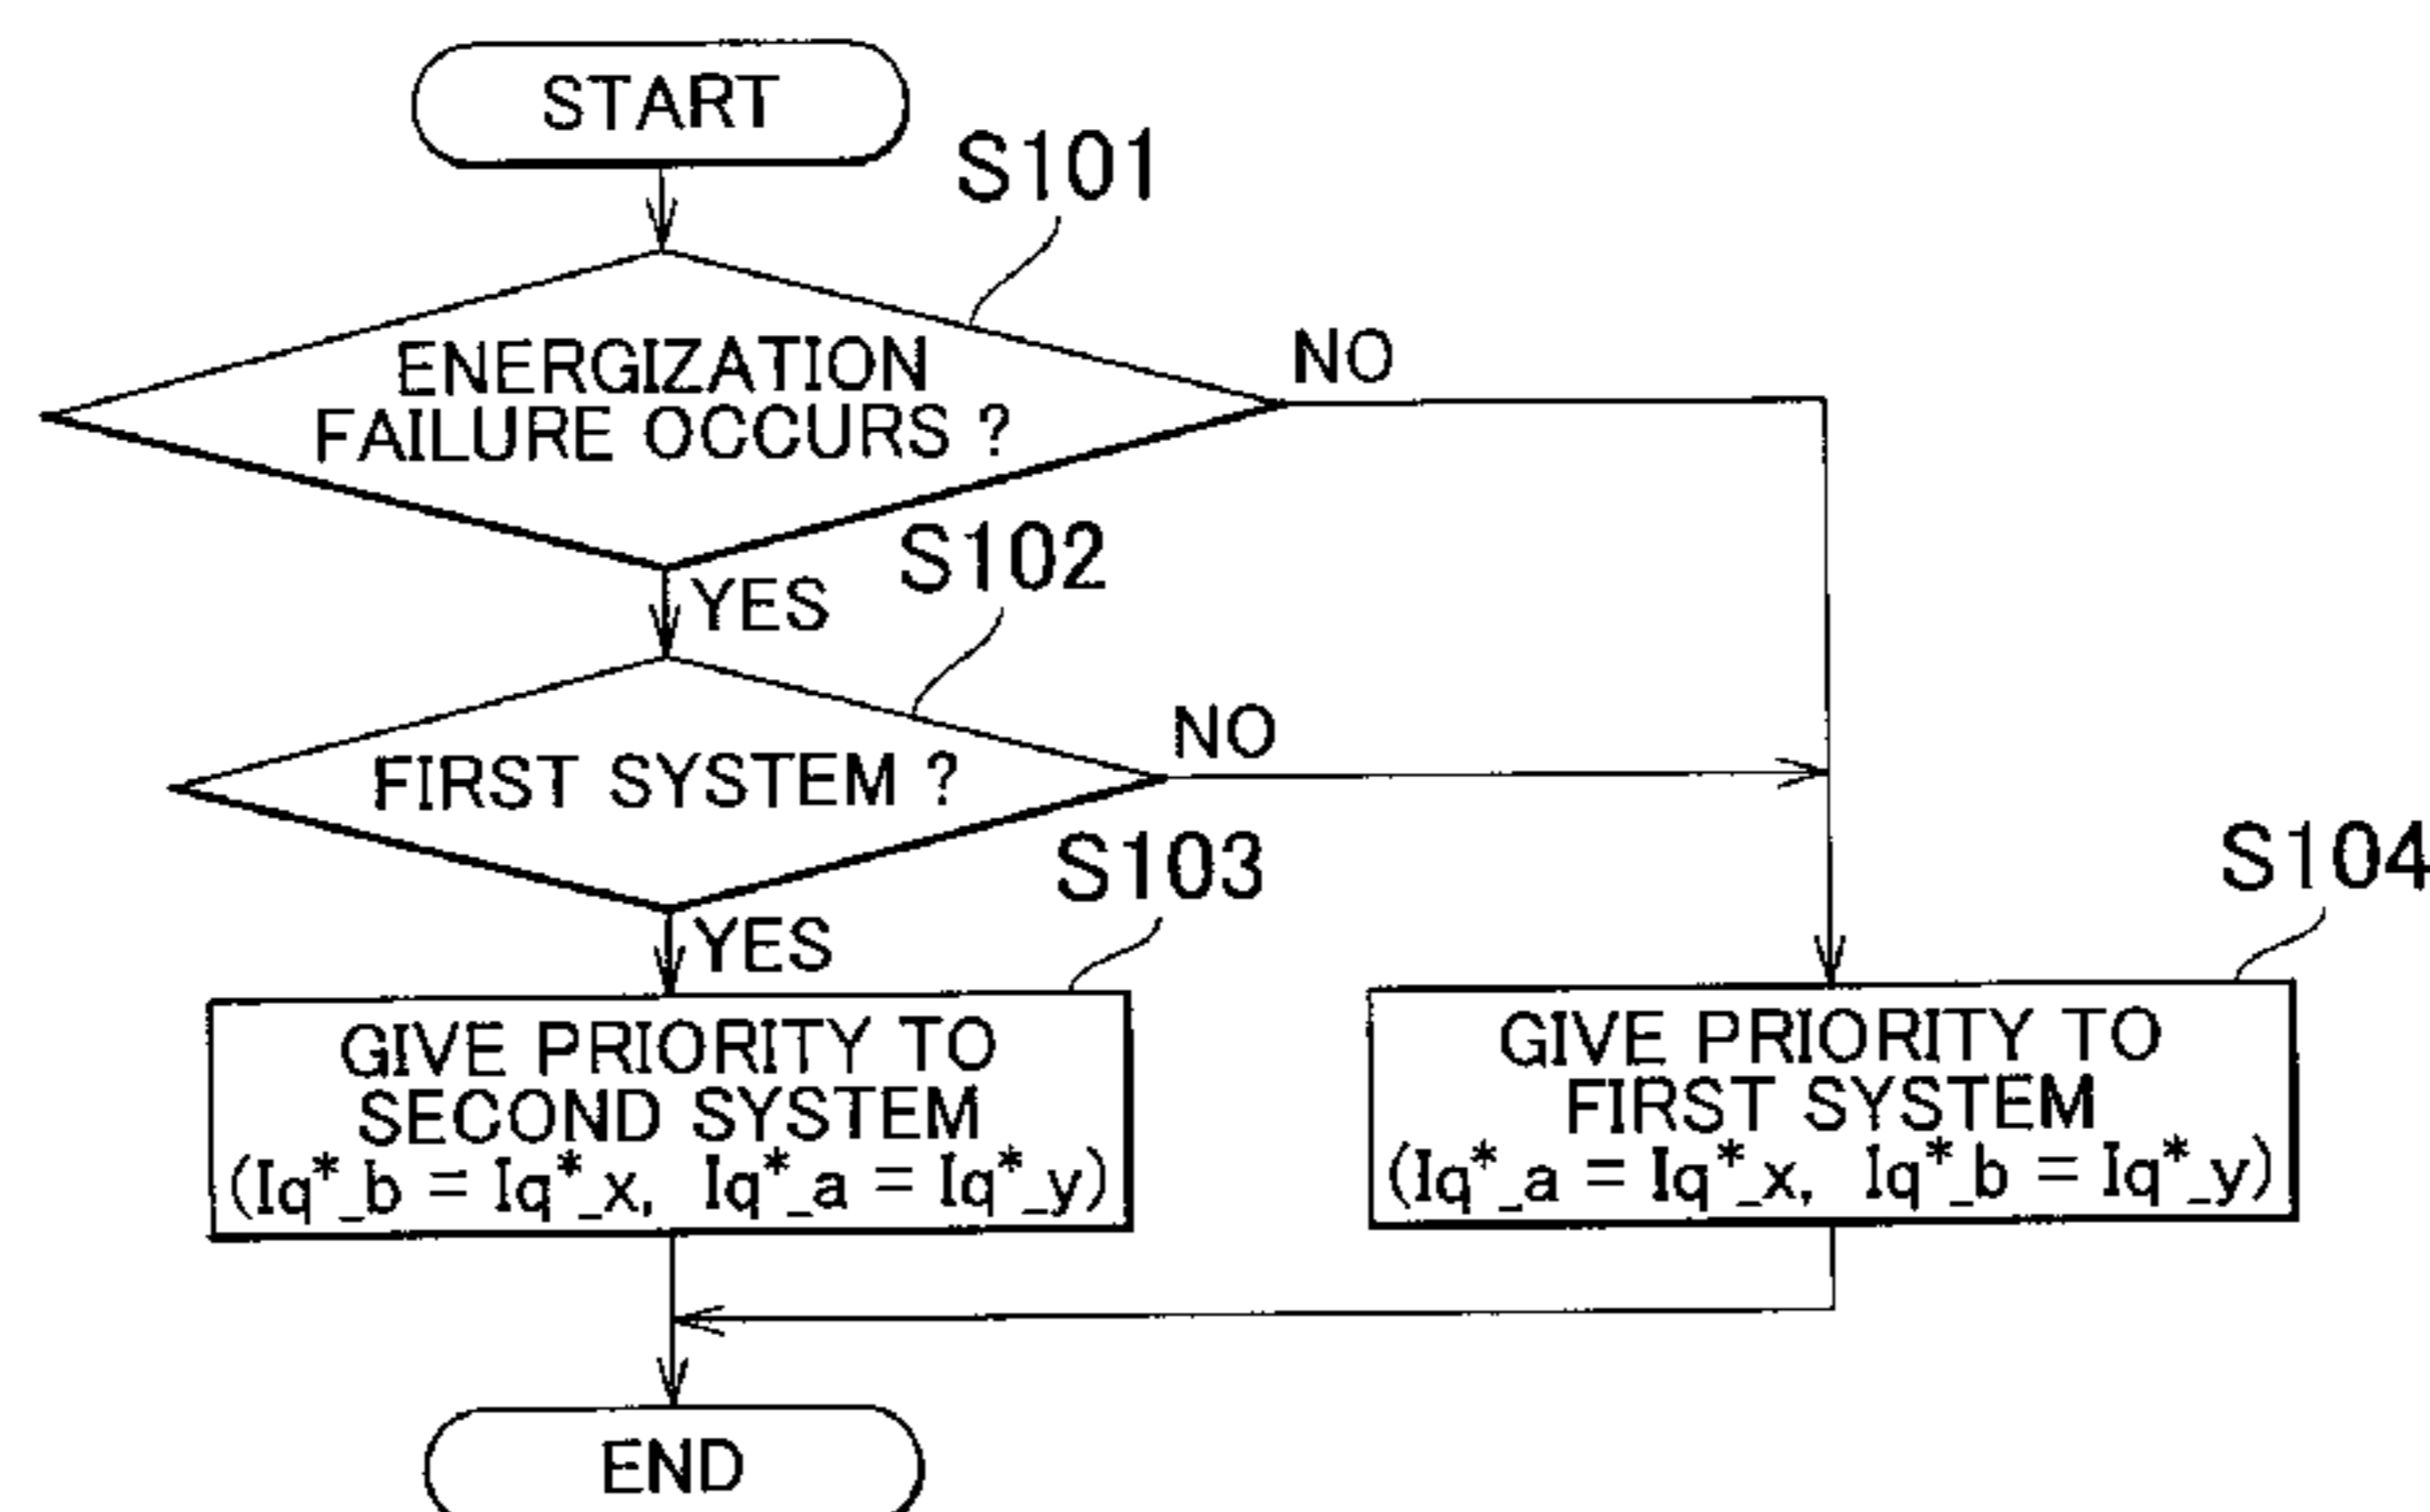 START
S101
ENERGIZATION
FAILURE OCCURS ?
NO
YES
S102
FIRST SYSTEM ?
NO
YES
S103
GIVE PRIORITY TO
SECOND SYSTEM
(Iq*_b = Iq*_x, Iq*_a = Iq*_y)
S104
GIVE PRIORITY TO
FIRST SYSTEM
(Iq*_a = Iq*_x, Iq*_b = Iq*_y)
END